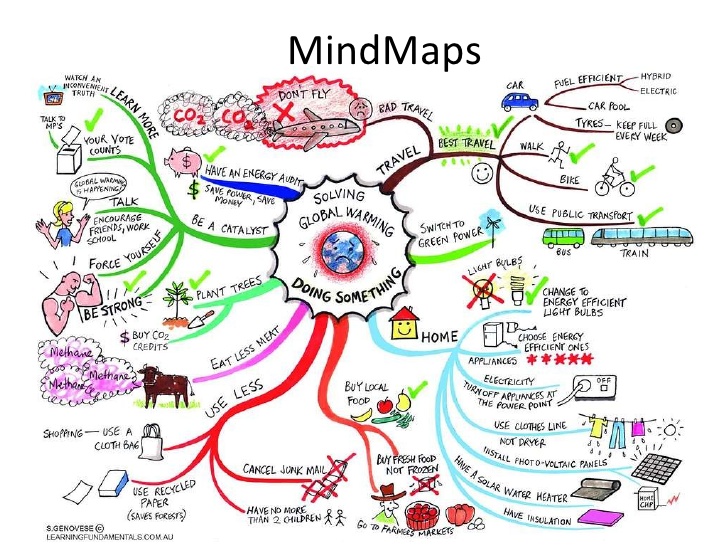 MindMaps
WATCH AN
INCONVENIENT
TRUTH
LEARN MORE
TALK TO
MP'S
YOUR VOTE
COUNTS
GLOBAL WARMING
IS HAPPENING!
TALK
ENCOURAGE
FRIENDS, WORK
SCHOOL
FORCE YOURSELF
BE STRONG
BE A CATALYST
HAVE AN ENERGY AUDIT
$ SAVE POWER, SAVE
MONEY
CO2
CO2
DON'T FLY
BAD TRAVEL
TRAVEL
BEST TRAVEL
CAR
FUEL EFFICIENT
HYBRID
ELECTRIC
CAR POOL
TYRES - KEEP FULL
EVERY WEEK
WALK
BIKE
USE PUBLIC TRANSPORT
BUS
TRAIN
SOLVING
GLOBAL WARMING
DOING SOMETHING
SWITCH TO
GREEN POWER
PLANT TREES
$ BUY CO2
CREDITS
EAT LESS MEAT
Methane
Methane
Methane
USE LESS
SHOPPING - USE A
CLOTH BAG
USE RECYCLED
PAPER
(SAVES FORESTS)
CANCEL JUNK MAIL
HAVE NO MORE
THAN 2 CHILDREN
BUY LOCAL
FOOD
BUY FRESH FOOD
NOT FROZEN
GO TO FARMERS MARKETS
HOME
LIGHT BULBS
CHANGE TO
ENERGY EFFICIENT
LIGHT BULBS
CHOOSE ENERGY
EFFICIENT ONES
APPLIANCES
ELECTRICITY
TURN OFF APPLIANCES AT
THE POWER POINT
OFF
USE CLOTHES LINE
NOT DRYER
INSTALL PHOTO-VOLTAIC PANELS
HAVE A SOLAR WATER HEATER
HOME
CHP
HAVE INSULATION
S.GENOVESE ©
LEARNINGFUNDAMENTALS.COM.AU